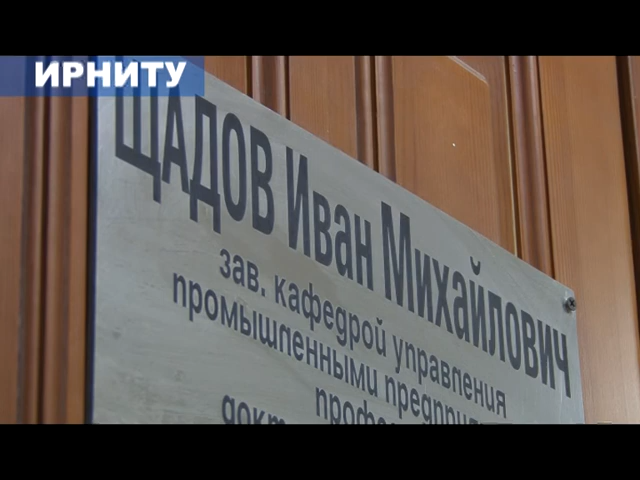 ИРНИТУ
ЩАДОВ Иван Михайлович
зав. кафедрой управления
промышленными